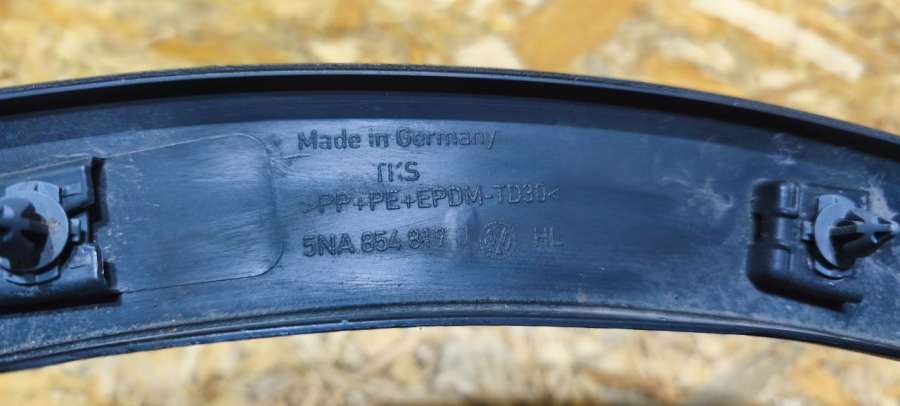 Made in Germany
TKS
>PP+PE+EPDM-TD30<
5NA 854 819 HL